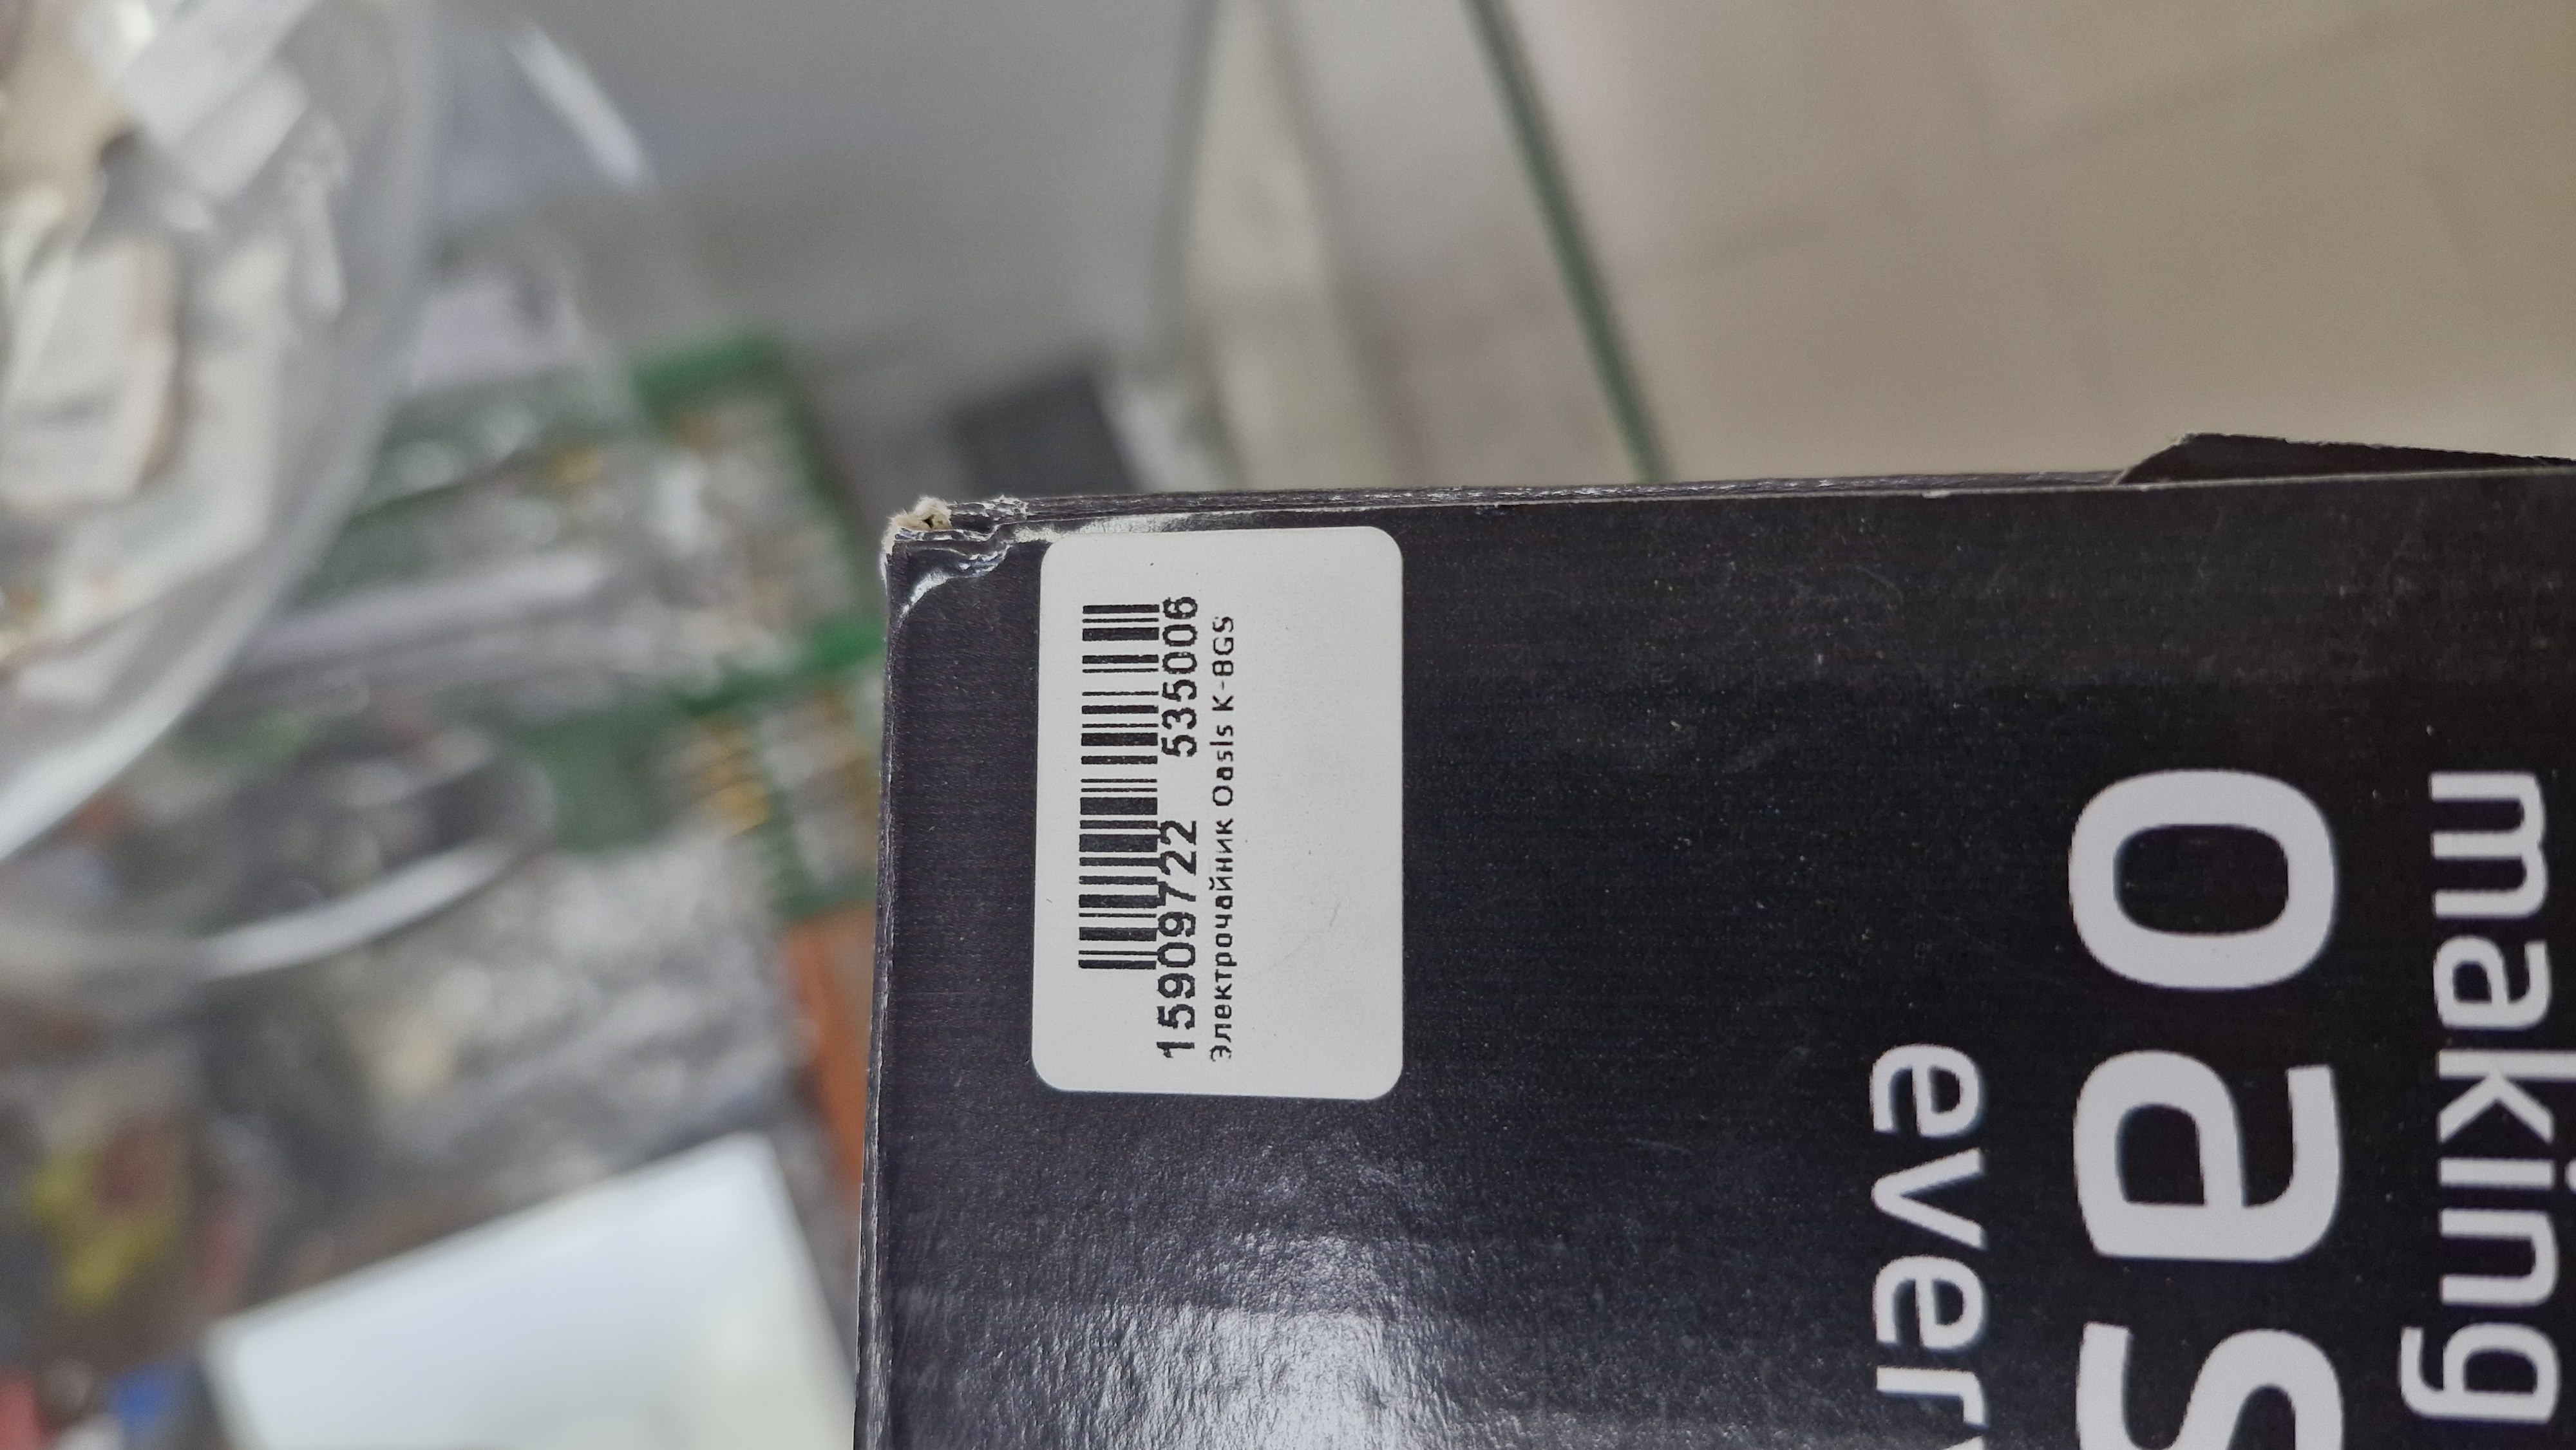 15909722 535006
Электрочайник Oasis K-8GS
making
oas
ever